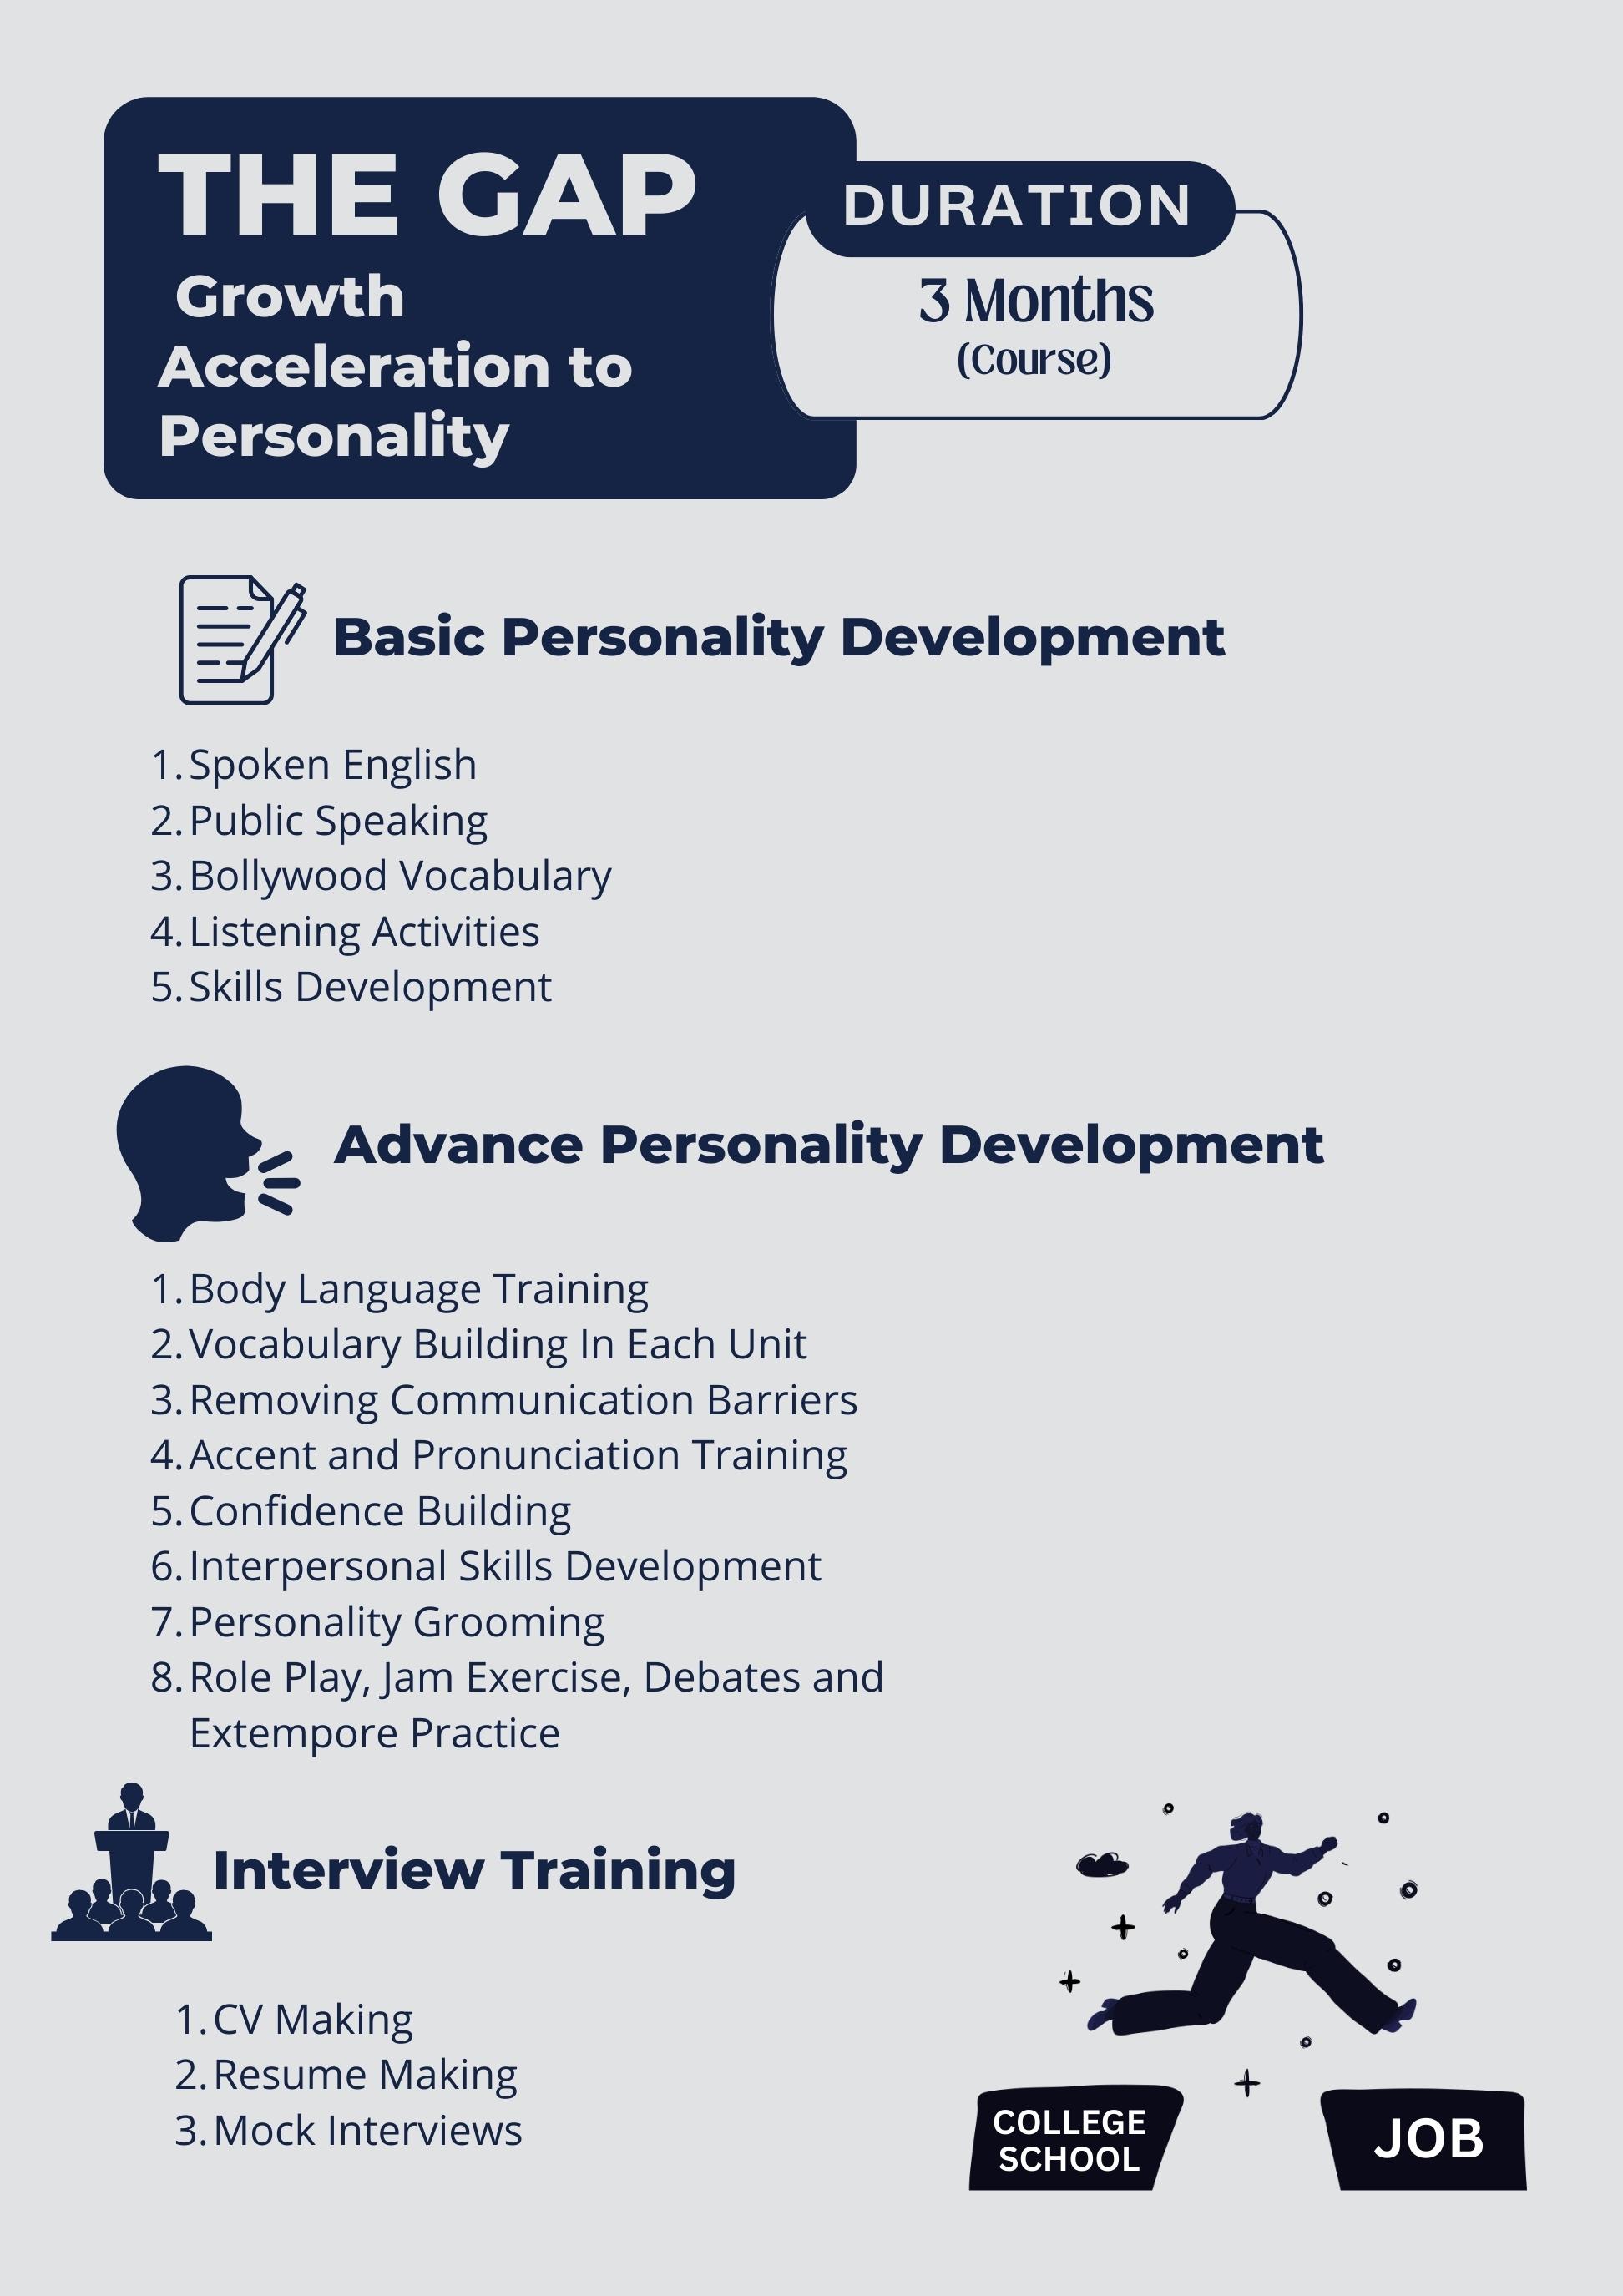 THE GAP
Growth
Acceleration to
Personality
DURATION
3 Months
(Course)
Basic Personality Development
1. Spoken English
2. Public Speaking
3. Bollywood Vocabulary
4. Listening Activities
5. Skills Development
Advance Personality Development
1. Body Language Training
2. Vocabulary Building In Each Unit
3. Removing Communication Barriers
4. Accent and Pronunciation Training
5. Confidence Building
6. Interpersonal Skills Development
7. Personality Grooming
8. Role Play, Jam Exercise, Debates and
Extempore Practice
Interview Training
1. CV Making
2. Resume Making
3. Mock Interviews
COLLEGE
SCHOOL
JOB